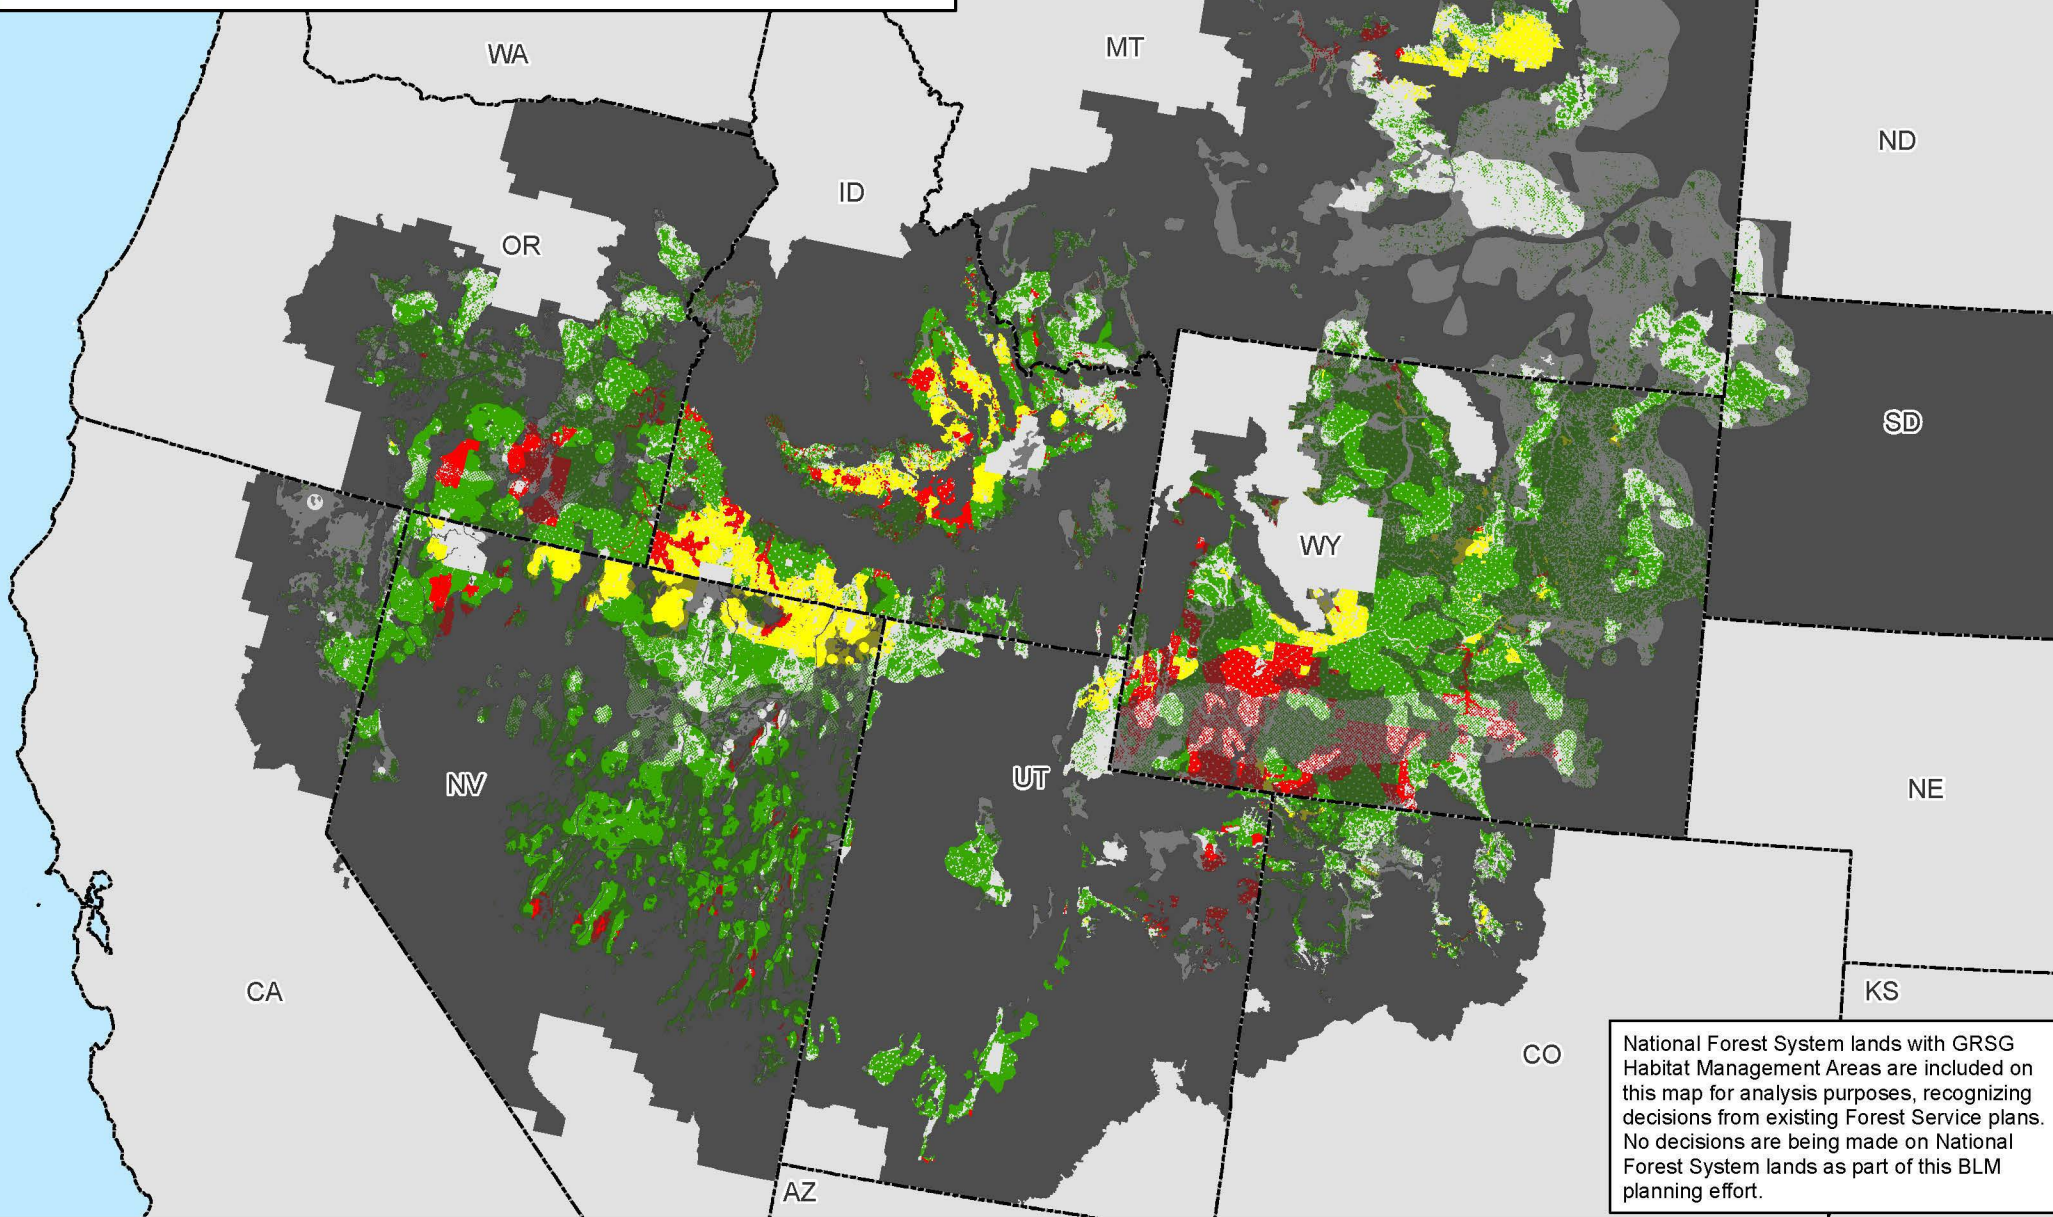 WA
MT
ND
ID
OR
SD
WY
NV
UT
NE
CA
KS
CO
AZ
National Forest System lands with GRSG
Habitat Management Areas are included on
this map for analysis purposes, recognizing
decisions from existing Forest Service plans.
No decisions are being made on National
Forest System lands as part of this BLM
planning effort.